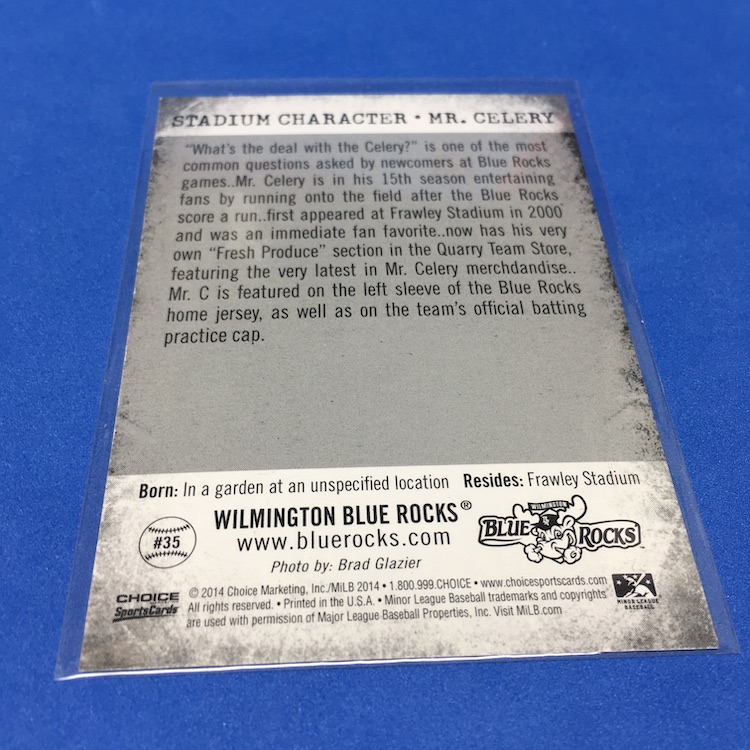 STADIUM CHARACTER • MR. CELERY
"What's the deal with the Celery?" is one of the most
common questions asked by newcomers at Blue Rocks
games..Mr. Celery is in his 15th season entertaining
fans by running onto the field after the Blue Rocks
score a run..first appeared at Frawley Stadium in 2000
and was an immediate fan favorite..now has his very
own "Fresh Produce" section in the Quarry Team Store,
featuring the very latest in Mr. Celery merchdandise..
Mr. C is featured on the left sleeve of the Blue Rocks
home jersey, as well as on the team's official batting
practice cap.
Born: In a garden at an unspecified location Resides: Frawley Stadium
#35
WILMINGTON BLUE ROCKS®
www.bluerocks.com
Photo by: Brad Glazier
WILMINGTON
BLUE ROCKS
CHOICE
SportsCards
© 2014 Choice Marketing, Inc./MiLB 2014 • 1.800.999.CHOICE • www.choicesportscards.com
All rights reserved. • Printed in the U.S.A. • Minor League Baseball trademarks and copyrights
are used with permission of Major League Baseball Properties, Inc. Visit MiLB.com
MINOR LEAGUE
BASEBALL